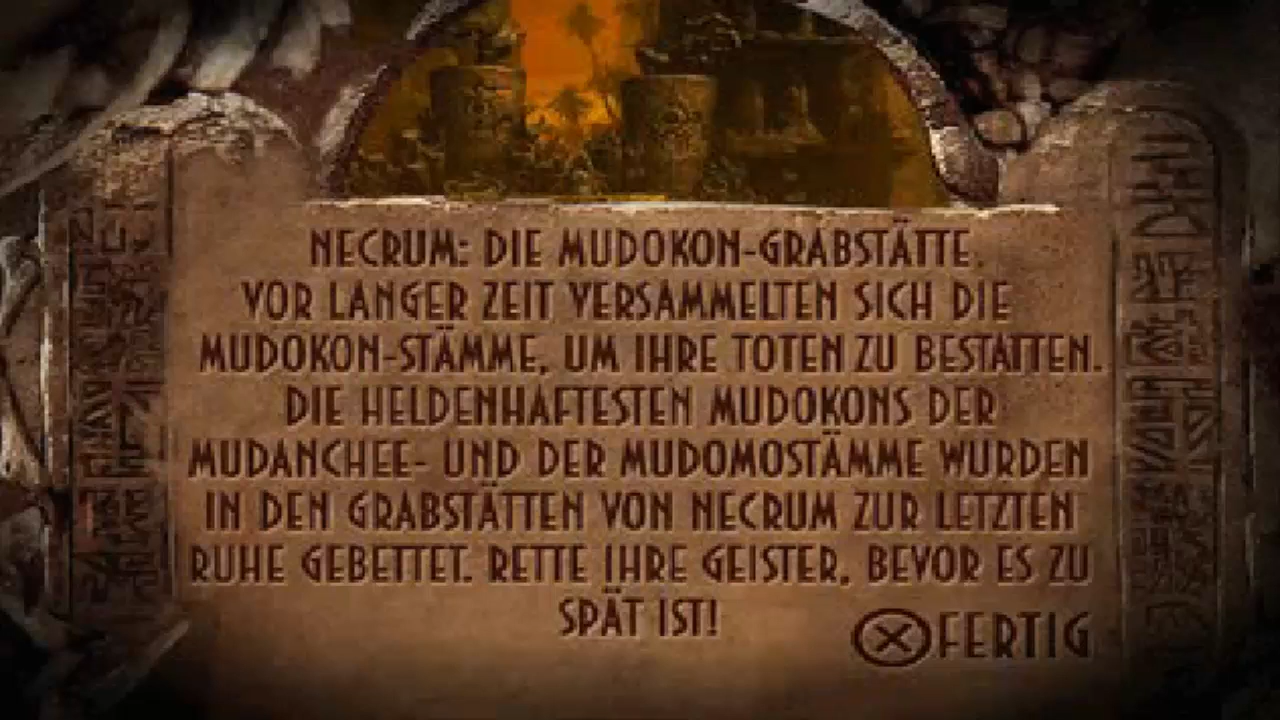 NECRUM: DIE MUDOKON-GRABSTÄTTE.
VOR LANGER ZEIT VERSAMMELTEN SICH DIE
MUDOKON-STÄMME, UM IHRE TOTEN ZU BESTATTEN.
DIE HELDENHAFTESTEN MUDOKONS DER
MUDANCHEE- UND DER MUDOMOSTÄMME WURDEN
IN DEN GRABSTÄTTEN VON NECRUM ZUR LETZTEN
RUHE GEBETTET. RETTE IHRE GEISTER, BEVOR ES ZU
SPÄT IST!
FERTIG